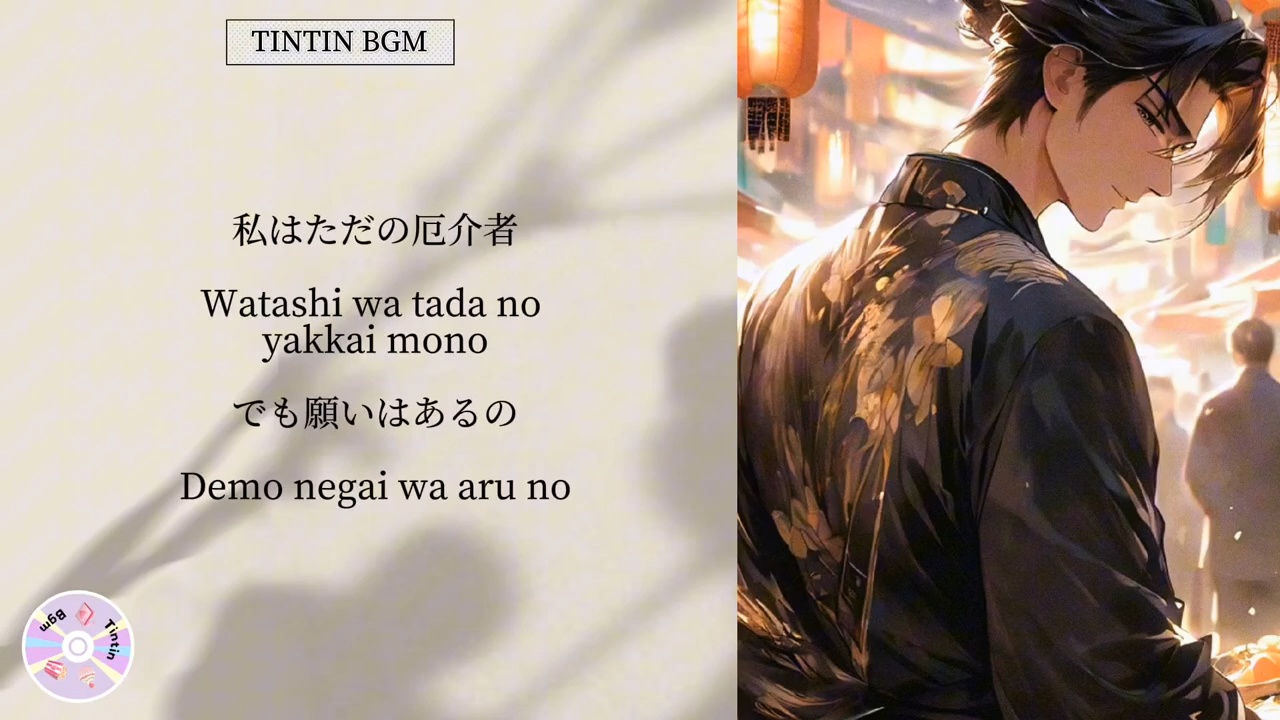 TINTIN BGM
私はただの厄介者
Watashi wa tada no
yakkai mono
でも願いはあるの
Demo negai wa aru no
Tintin
Bgm